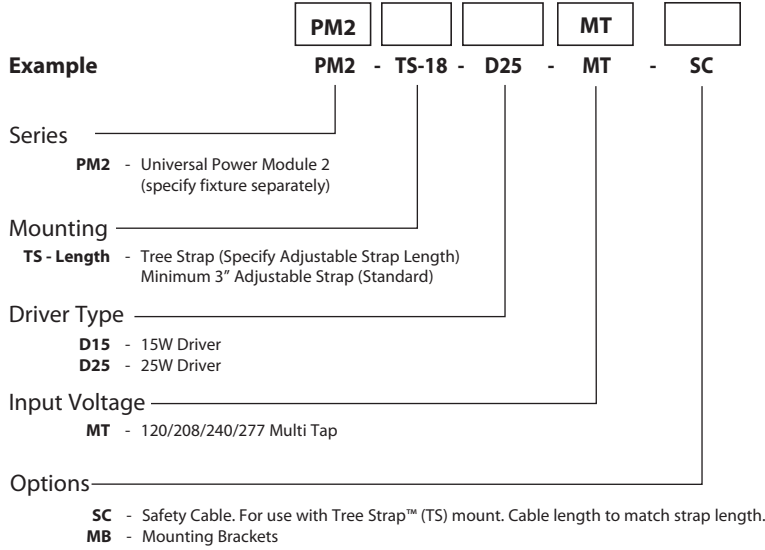 PM2 MT
Example PM2 - TS-18 - D25 - MT - SC
Series
PM2 - Universal Power Module 2
(specify fixture separately)
Mounting
TS - Length - Tree Strap (Specify Adjustable Strap Length)
Minimum 3” Adjustable Strap (Standard)
Driver Type
D15 - 15W Driver
D25 - 25W Driver
Input Voltage
MT - 120/208/240/277 Multi Tap
Options
SC - Safety Cable. For use with Tree Strap™ (TS) mount. Cable length to match strap length.
MB - Mounting Brackets